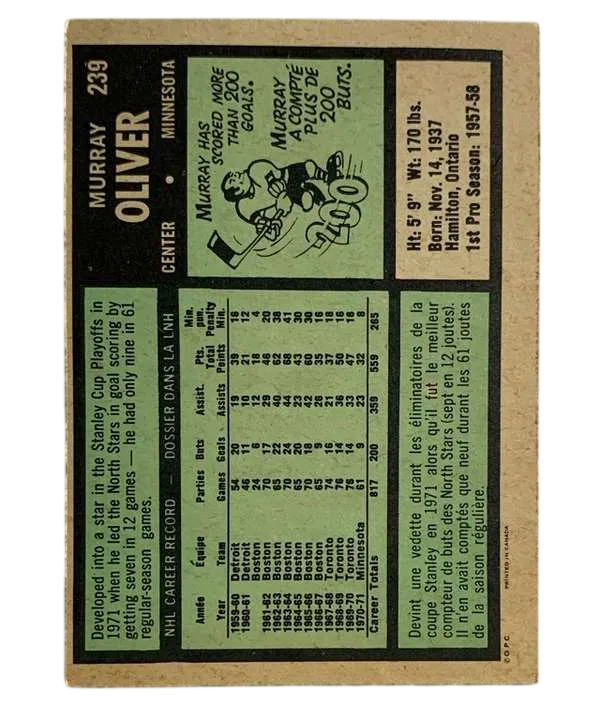 239
MURRAY
OLIVER
CENTER • MINNESOTA
Developed into a star in the Stanley Cup Playoffs in
1971 when he led the North Stars in goal scoring by
getting seven in 12 games — he had only nine in 61
regular-season games.
NHL CAREER RECORD — DOSSIER DANS LA LNH
Année Équipe Parties Buts Assist. Pts. Min. pun.
Year Team Games Goals Assists Total Points Penalty Min.
1959-60 Detroit 54 20 19 39 16
1960-61 Detroit 46 11 10 21 12
Boston 24 6 12 18 4
1961-62 Boston 70 17 29 46 20
1962-63 Boston 65 22 40 62 38
1963-64 Boston 70 24 44 68 41
1964-65 Boston 65 20 23 43 30
1965-66 Boston 70 18 42 60 30
1966-67 Boston 65 9 26 35 16
1967-68 Toronto 74 16 21 37 18
1968-69 Toronto 76 14 36 50 16
1969-70 Toronto 76 14 33 47 16
1970-71 Minnesota 61 9 23 32 8
Career Totals 817 200 359 559 265
MURRAY HAS
SCORED MORE
THAN 200
GOALS.
MURRAY
A COMPTÉ
PLUS DE
200
BUTS.
200
Devint une vedette durant les éliminatoires de la
coupe Stanley en 1971 alors qu'il fut le meilleur
compteur de buts des North Stars (sept en 12 joutes).
Il n'en avait comptés que neuf durant les 61 joutes
de la saison régulière.
Ht: 5' 9" Wt: 170 lbs.
Born: Nov. 14, 1937
Hamilton, Ontario
1st Pro Season: 1957-58
© O.P.C. PRINTED IN CANADA